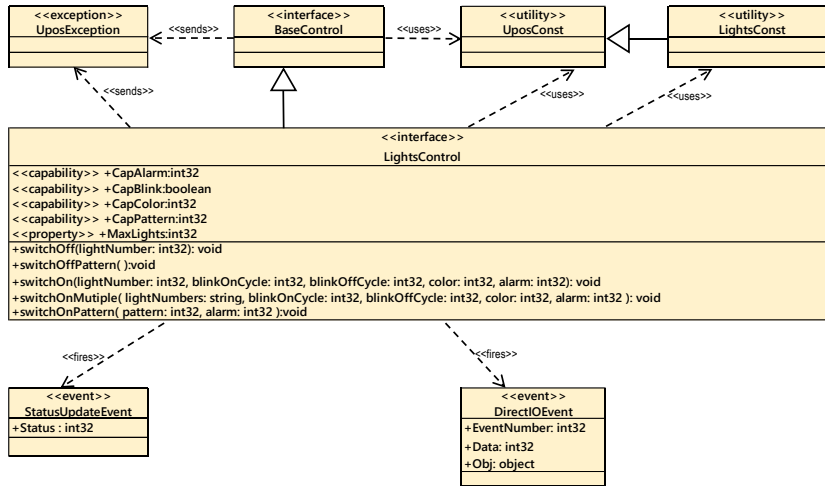 <<exception>>
UposException
<<sends>>
<<interface>>
BaseControl
<<uses>>
<<utility>>
UposConst
<<utility>>
LightsConst
<<sends>>
<<uses>>
<<uses>>
<<interface>>
LightsControl
<<capability>> +CapAlarm:int32
<<capability>> +CapBlink:boolean
<<capability>> +CapColor:int32
<<capability>> +CapPattern:int32
<<property>> +MaxLights:int32
+switchOff(lightNumber: int32): void
+switchOffPattern( ):void
+switchOn(lightNumber: int32, blinkOnCycle: int32, blinkOffCycle: int32, color: int32, alarm: int32): void
+switchOnMutiple( lightNumbers: string, blinkOnCycle: int32, blinkOffCycle: int32, color: int32, alarm: int32 ): void
+switchOnPattern( pattern: int32, alarm: int32 ):void
<<fires>>
<<fires>>
<<event>>
StatusUpdateEvent
+Status : int32
<<event>>
DirectIOEvent
+EventNumber: int32
+Data: int32
+Obj: object